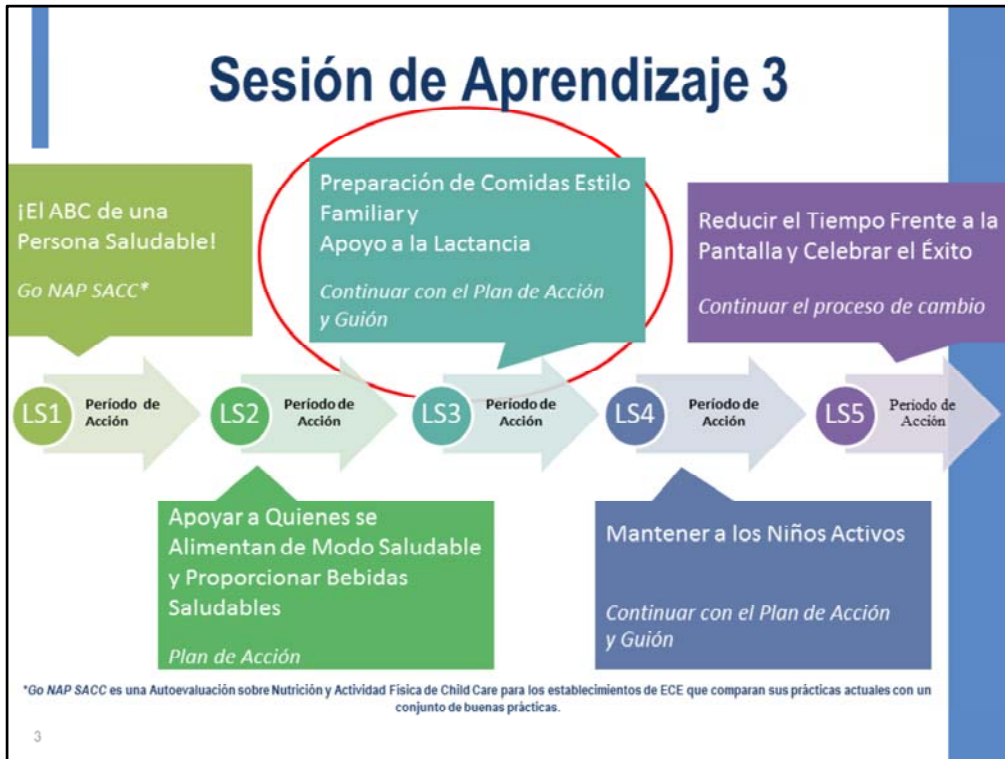 Sesión de Aprendizaje 3
¡El ABC de una
Persona Saludable!
Go NAP SACC*
Preparación de Comidas Estilo
Familiar y
Apoyo a la Lactancia
Continuar con el Plan de Acción
y Guión
Reducir el Tiempo Frente a la
Pantalla y Celebrar el Éxito
Continuar el proceso de cambio
LS1
Período de
Acción
LS2
Período de
Acción
LS3
Período de
Acción
LS4
Período de
Acción
LS5
Período de
Acción
Apoyar a Quienes se
Alimentan de Modo Saludable
y Proporcionar Bebidas
Saludables
Plan de Acción
Mantener a los Niños Activos
Continuar con el Plan de Acción
y Guión
*Go NAP SACC es una Autoevaluación sobre Nutrición y Actividad Física de Child Care para los establecimientos de ECE que comparan sus prácticas actuales con un
conjunto de buenas prácticas.
3